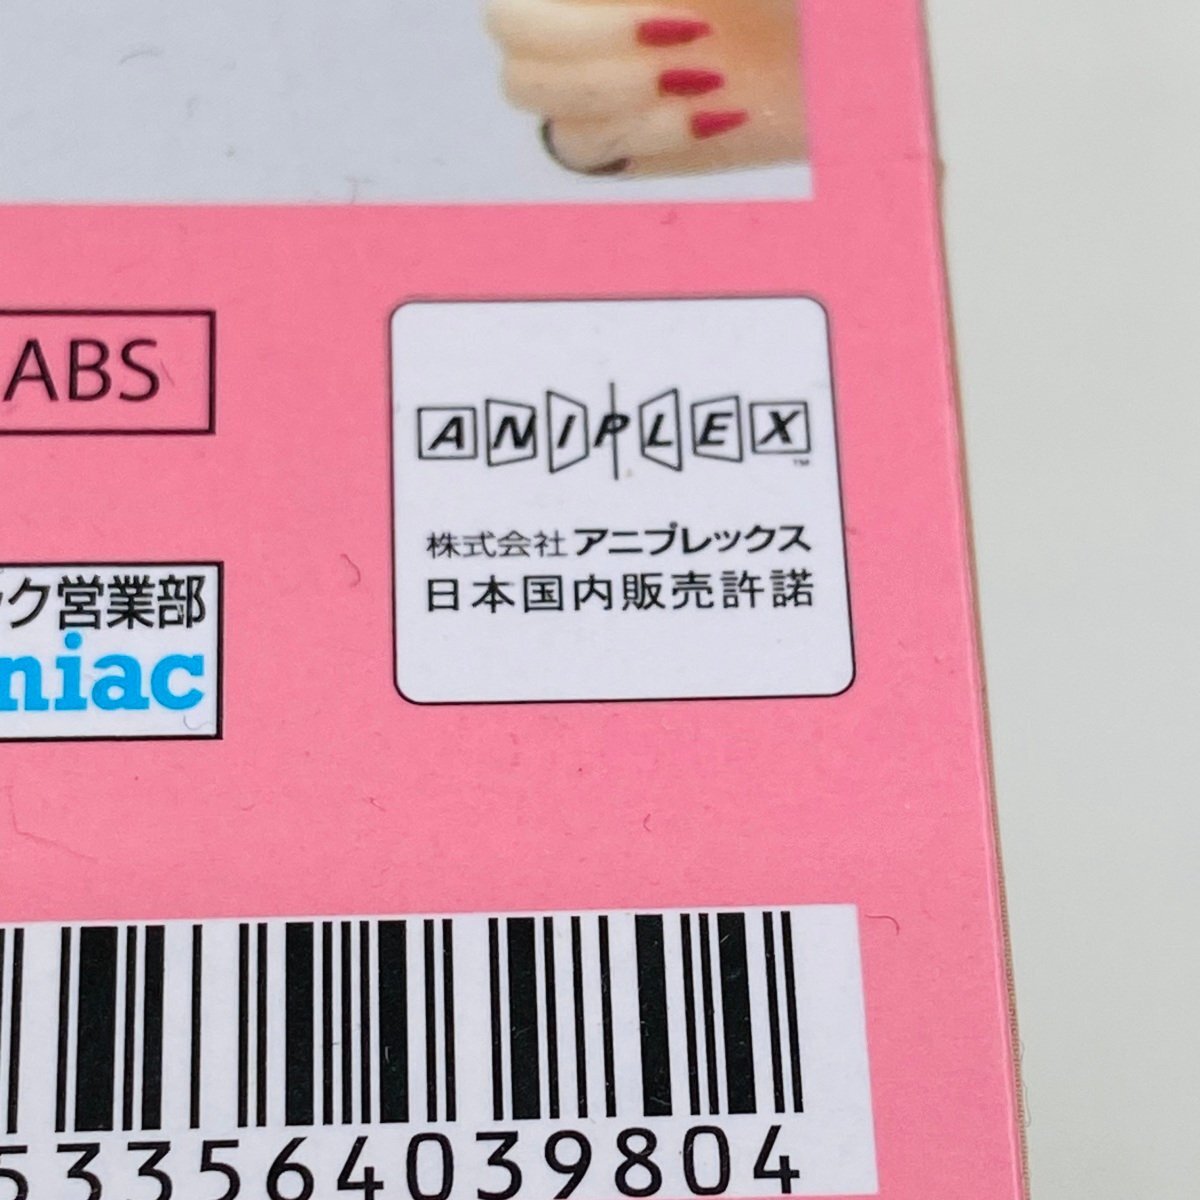 ABS
ANIPLEX
TM
株式会社アニプレックス
日本国内販売許諾
ク営業部
niac
533564039804